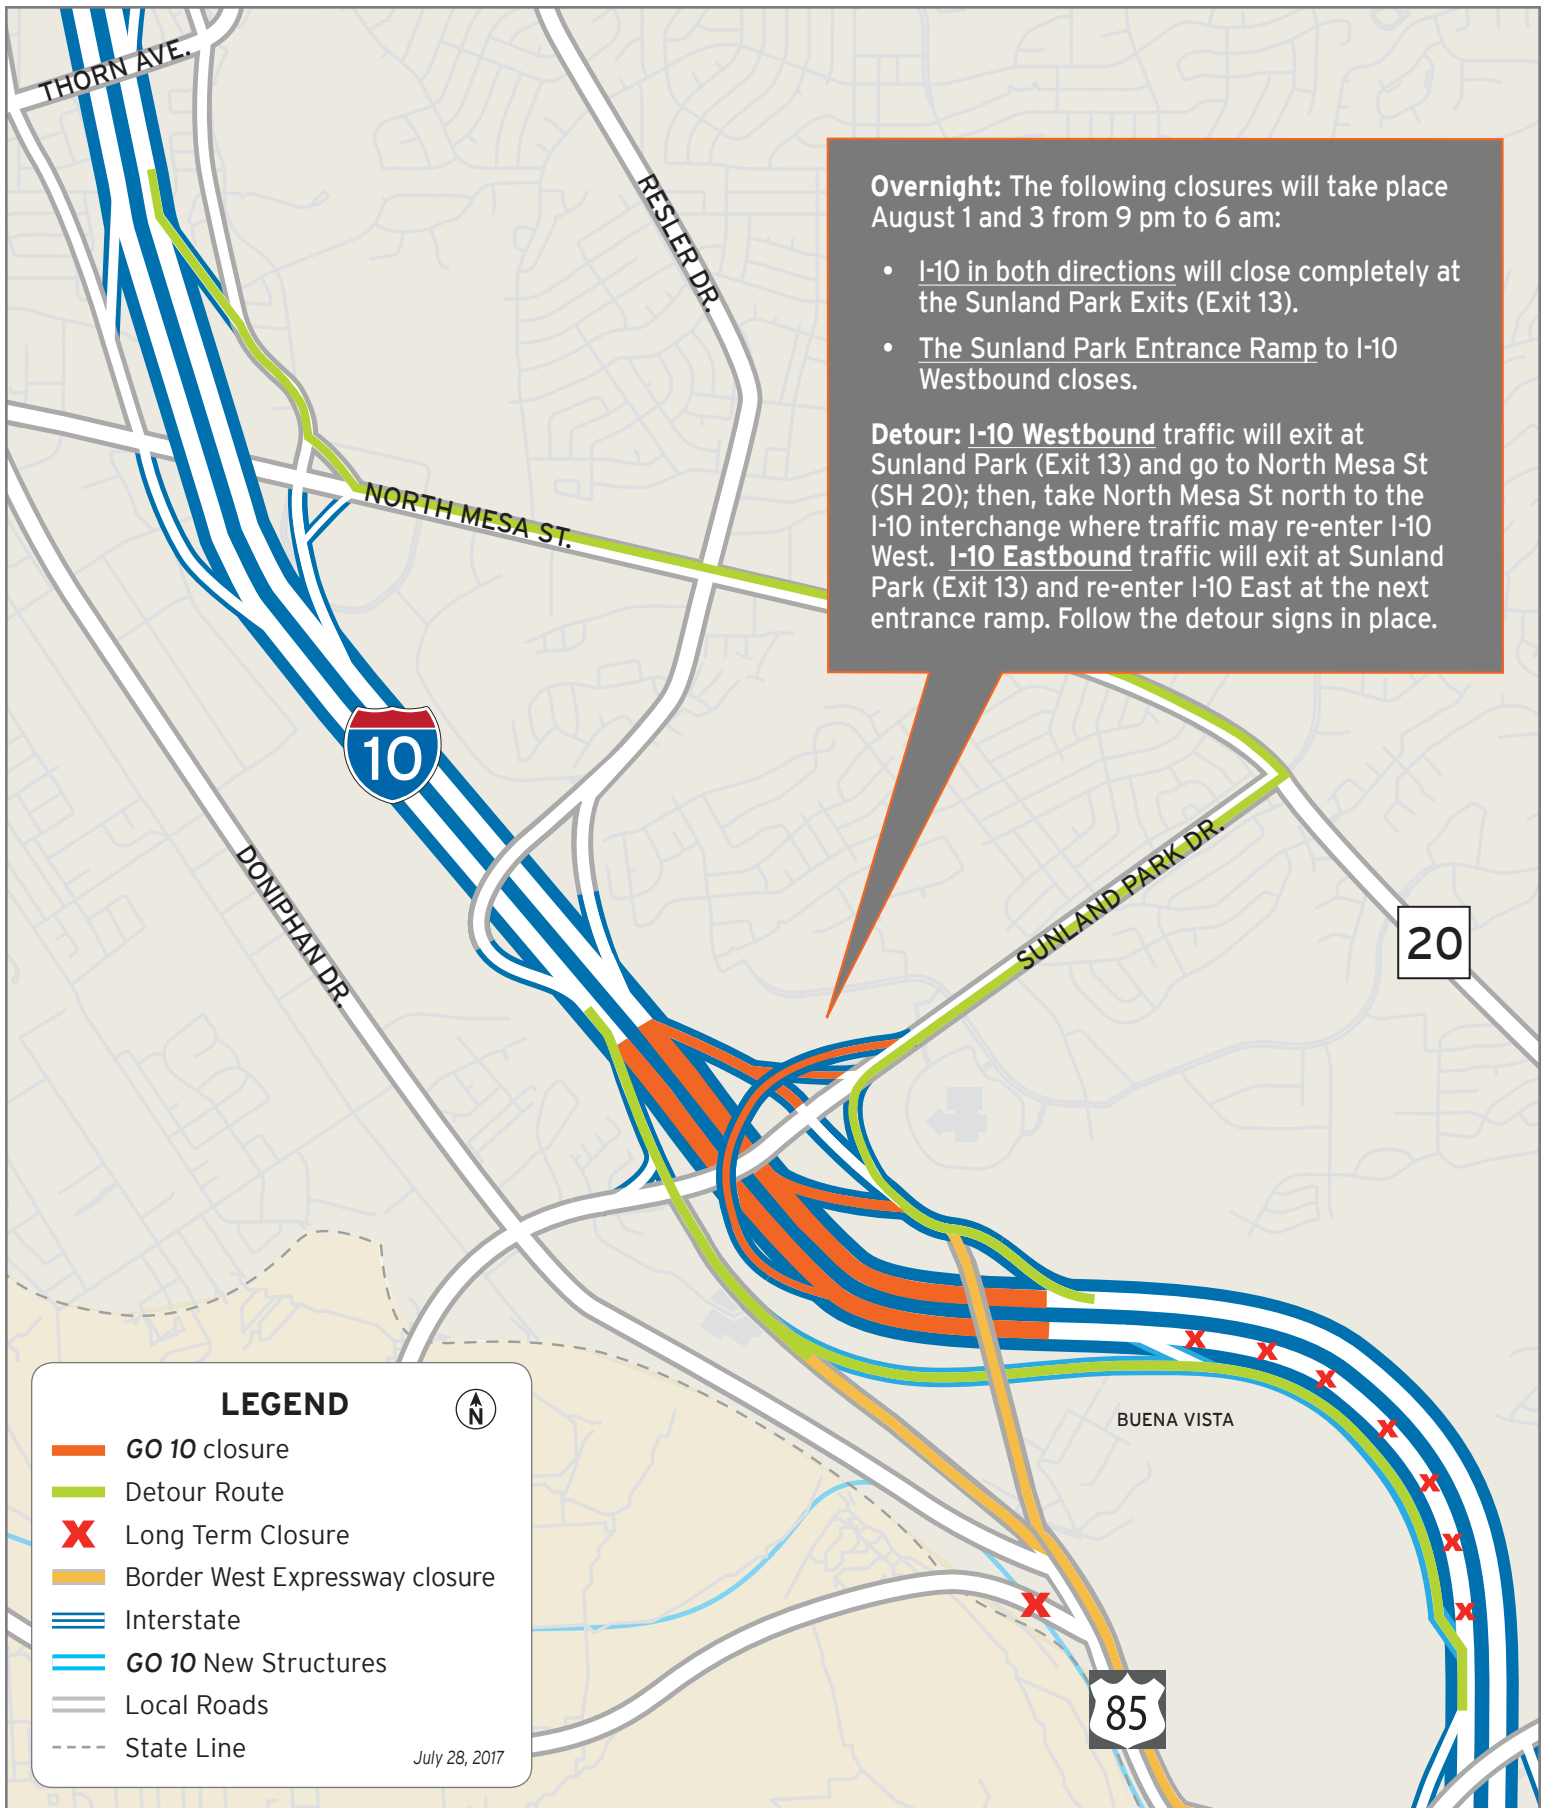 THORN AVE.
RESLER DR.
Overnight: The following closures will take place
August 1 and 3 from 9 pm to 6 am:
• I-10 in both directions will close completely at
the Sunland Park Exits (Exit 13).
• The Sunland Park Entrance Ramp to I-10
Westbound closes.
Detour: I-10 Westbound traffic will exit at
Sunland Park (Exit 13) and go to North Mesa St
(SH 20); then, take North Mesa St north to the
I-10 interchange where traffic may re-enter I-10
West. I-10 Eastbound traffic will exit at Sunland
Park (Exit 13) and re-enter I-10 East at the next
entrance ramp. Follow the detour signs in place.
NORTH MESA ST.
10
DONIPHAN DR.
SUNLAND PARK DR.
20
BUENA VISTA
85
LEGEND
N
GO 10 closure
Detour Route
X Long Term Closure
Border West Expressway closure
Interstate
GO 10 New Structures
Local Roads
State Line
July 28, 2017